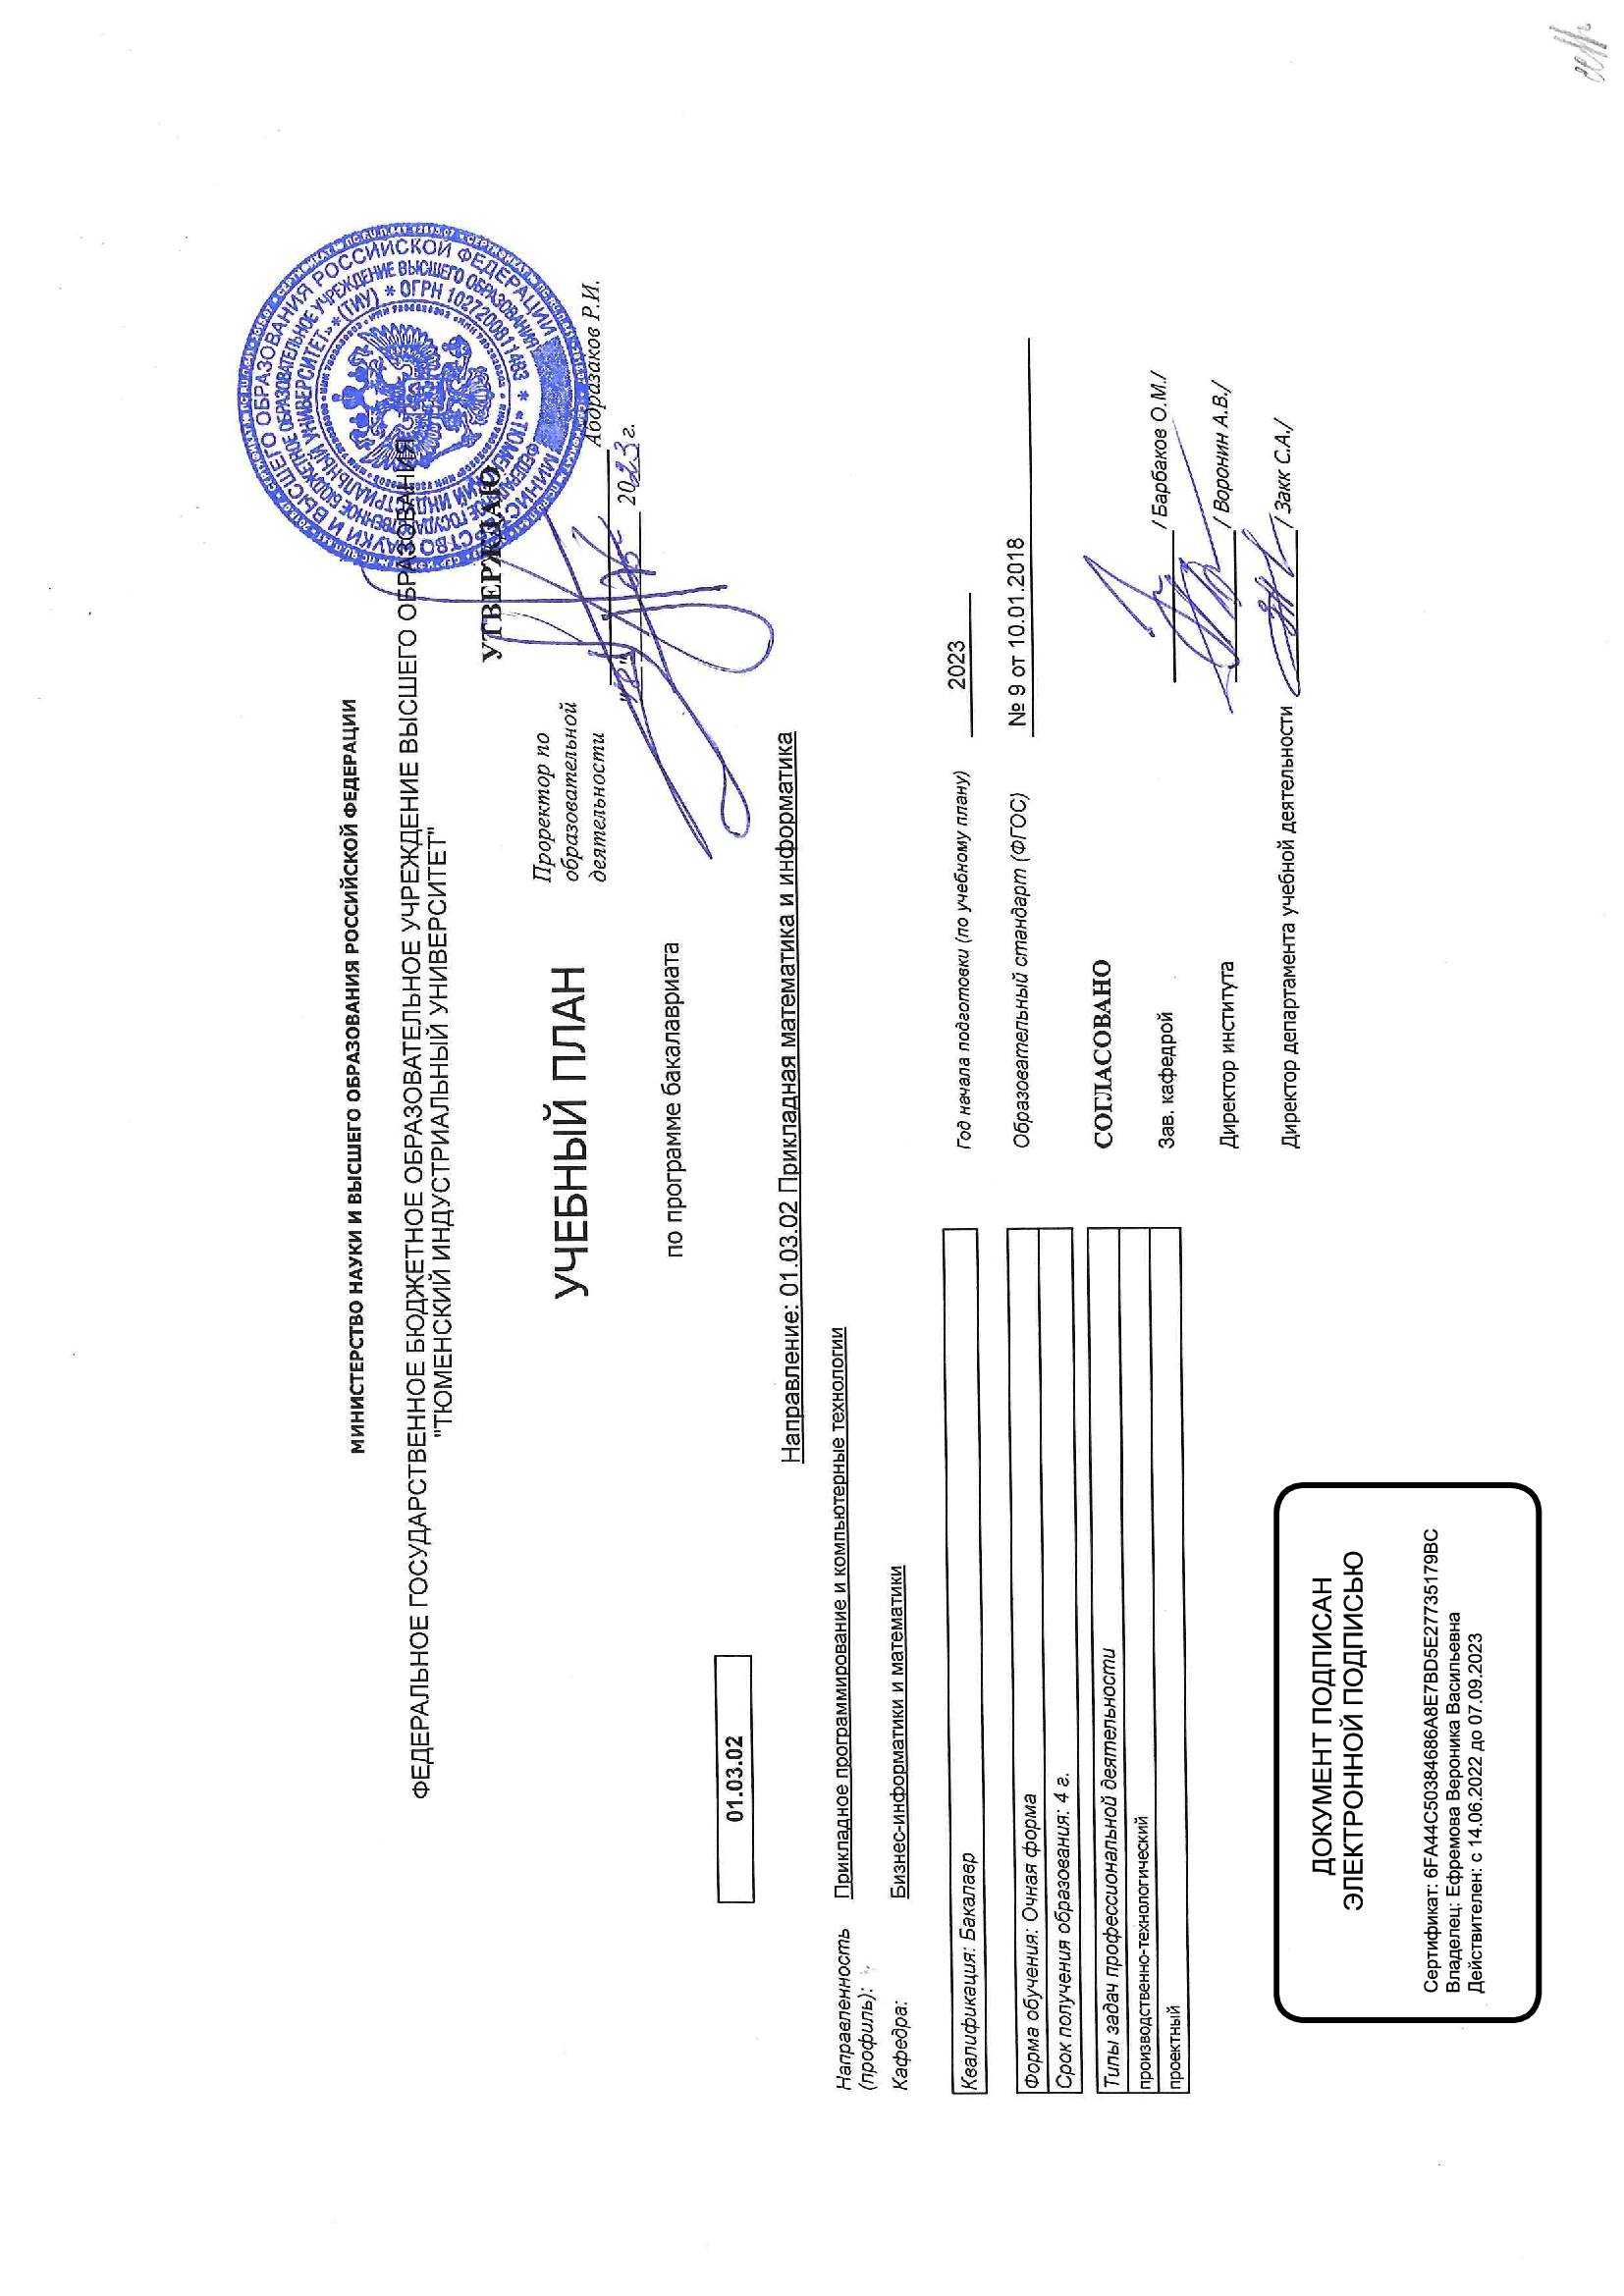 МИНИСТЕРСТВО НАУКИ И ВЫСШЕГО ОБРАЗОВАНИЯ РОССИЙСКОЙ ФЕДЕРАЦИИ
ФЕДЕРАЛЬНОЕ ГОСУДАРСТВЕННОЕ БЮДЖЕТНОЕ ОБРАЗОВАТЕЛЬНОЕ УЧРЕЖДЕНИЕ ВЫСШЕГО ОБРАЗОВАНИЯ
"ТЮМЕНСКИЙ ИНДУСТРИАЛЬНЫЙ УНИВЕРСИТЕТ"
УТВЕРЖДАЮ
Проректор по
образовательной
деятельности
Абдразаков Р.И.
2023 г.
УЧЕБНЫЙ ПЛАН
по программе бакалавриата
01.03.02
Направление: 01.03.02 Прикладная математика и информатика
Направленность
(профиль):
Прикладное программирование и компьютерные технологии
Кафедра:
Бизнес-информатики и математики
Квалификация: Бакалавр
Форма обучения: Очная форма
Срок получения образования: 4 г.
Типы задач профессиональной деятельности
производственно-технологический
проектный
Год начала подготовки (по учебному плану) 2023
Образовательный стандарт (ФГОС) № 9 от 10.01.2018
СОГЛАСОВАНО
Зав. кафедрой / Барбаков О.М./
Директор института / Воронин А.В./
Директор департамента учебной деятельности / Закк С.А./
ДОКУМЕНТ ПОДПИСАН
ЭЛЕКТРОННОЙ ПОДПИСЬЮ
Сертификат: 6FA44C50384686A8E7BD5E27735179BC
Владелец: Ефремова Вероника Васильевна
Действителен: с 14.06.2022 до 07.09.2023
МИНИСТЕРСТВО НАУКИ И ВЫСШЕГО ОБРАЗОВАНИЯ РОССИЙСКОЙ ФЕДЕРАЦИИ
ФЕДЕРАЛЬНОЕ ГОСУДАРСТВЕННОЕ БЮДЖЕТНОЕ ОБРАЗОВАТЕЛЬНОЕ УЧРЕЖДЕНИЕ ВЫСШЕГО ОБРАЗОВАНИЯ
«ТЮМЕНСКИЙ ИНДУСТРИАЛЬНЫЙ УНИВЕРСИТЕТ» * (ТИУ) * ОГРН 1027200811483 *